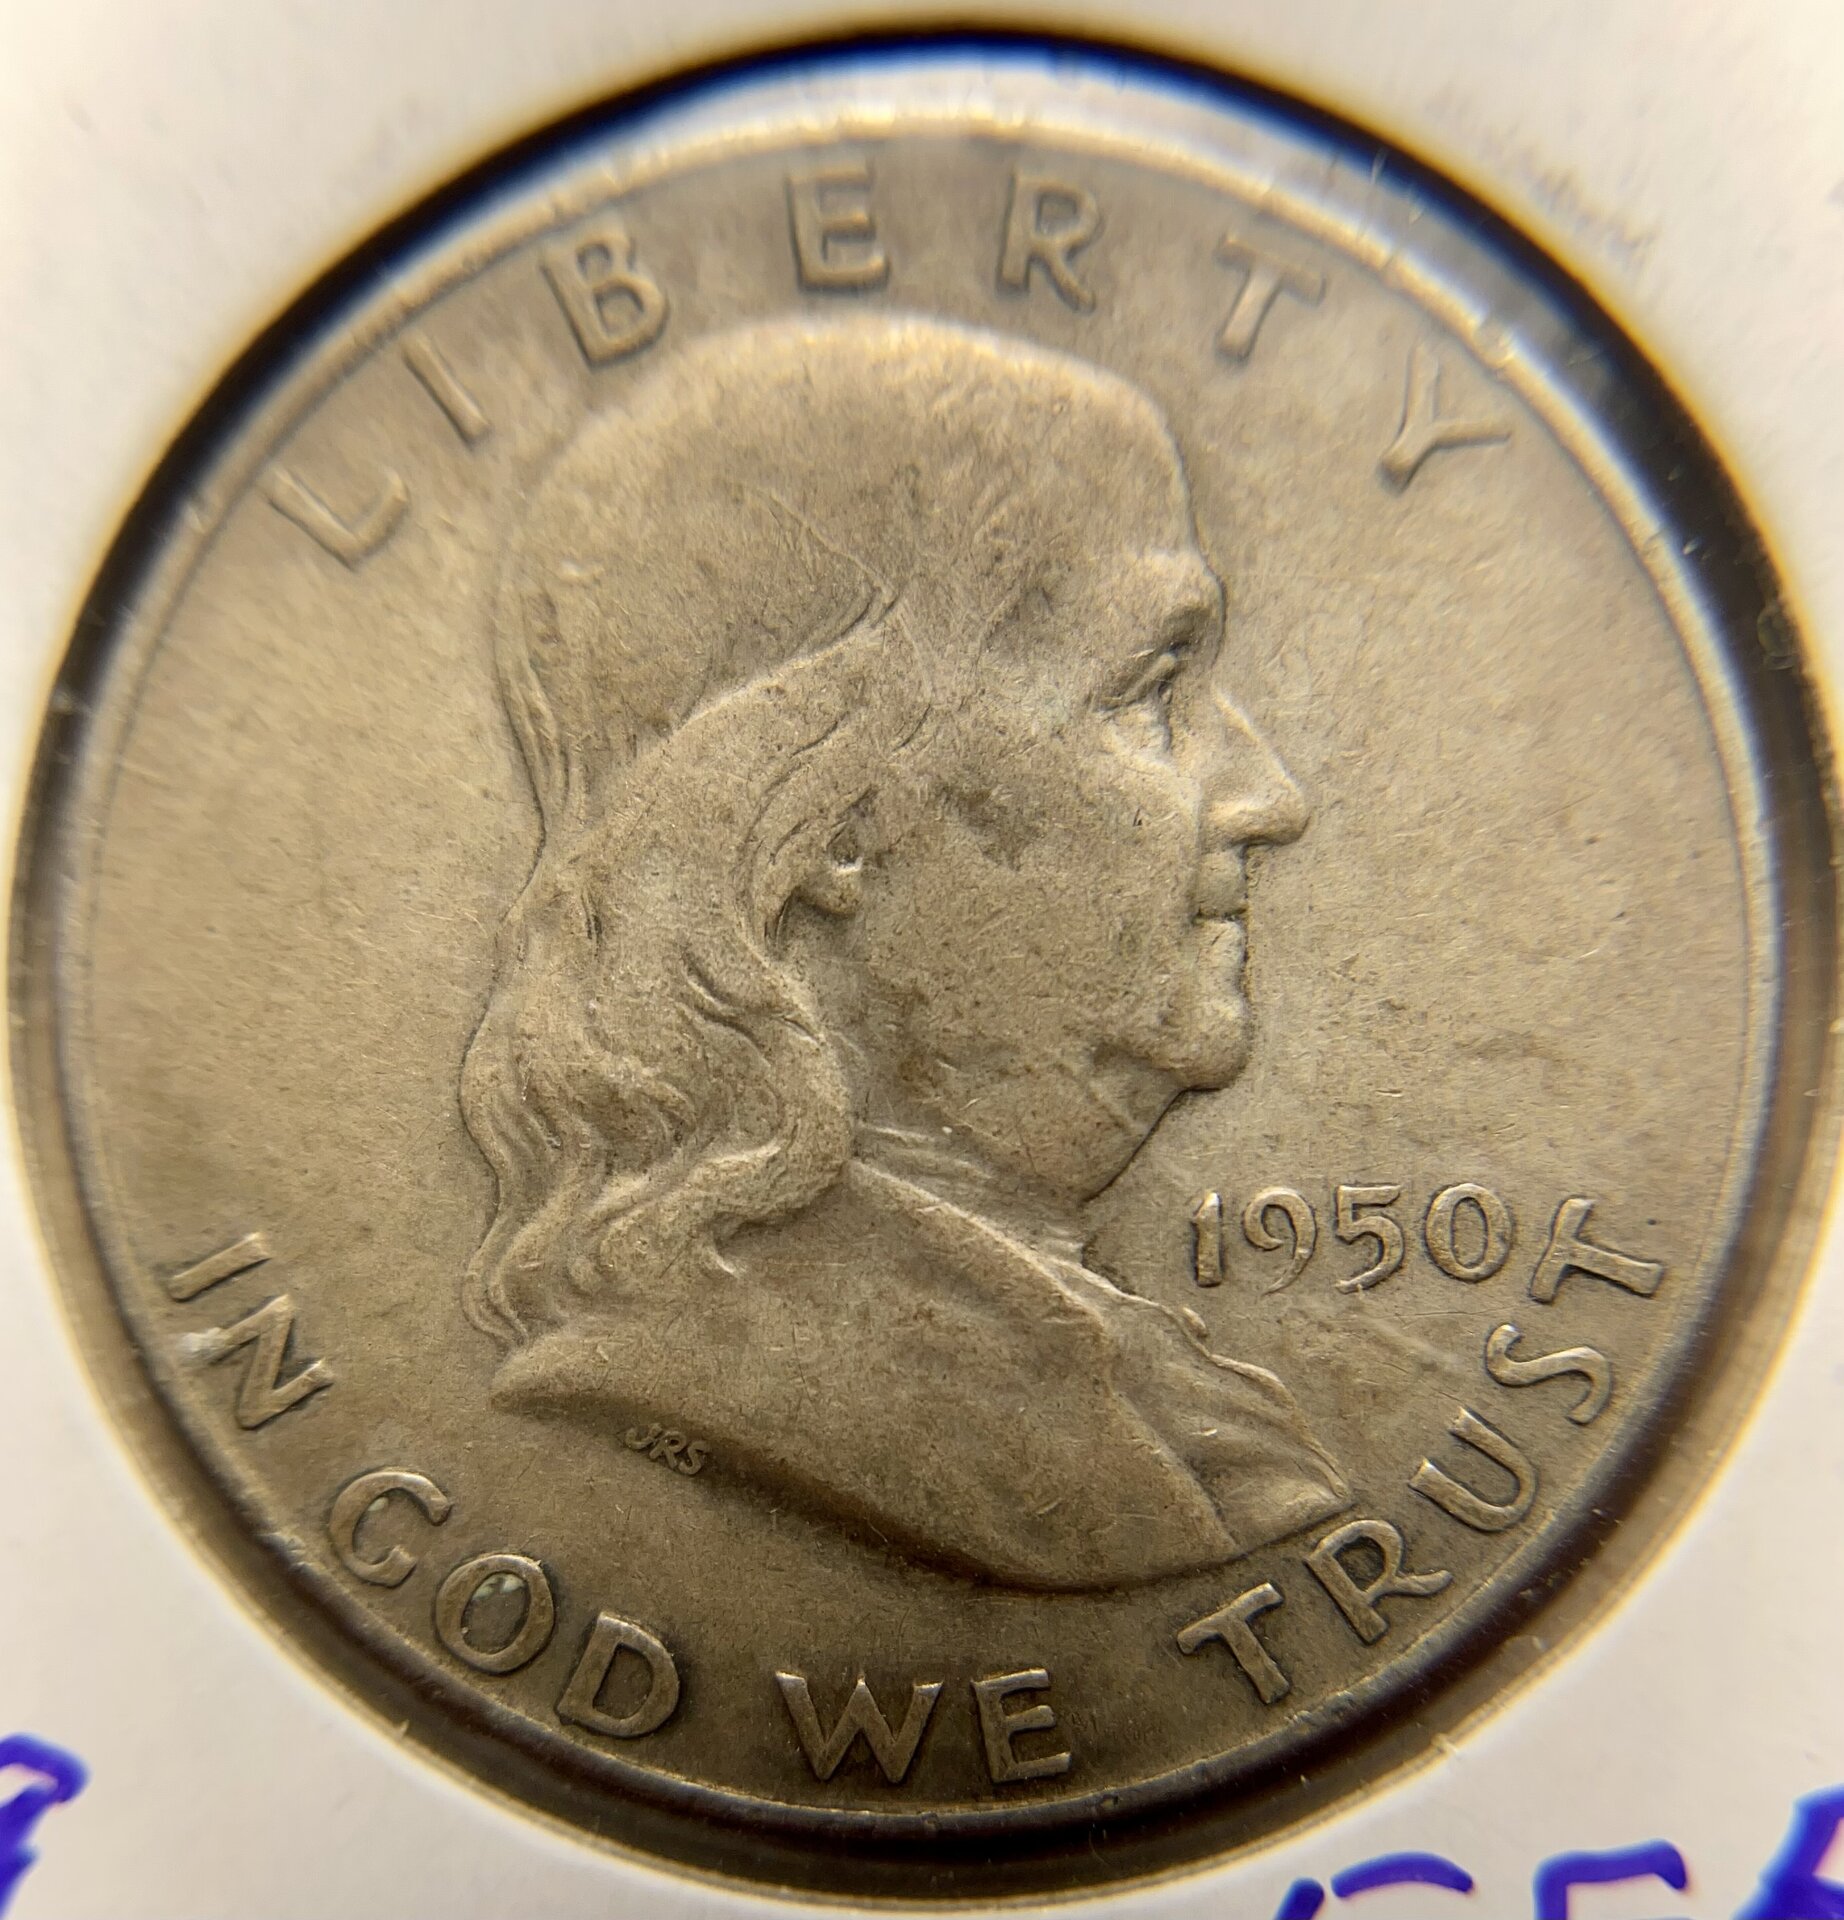 LIBERTY
1950
JRS
IN GOD WE TRUST